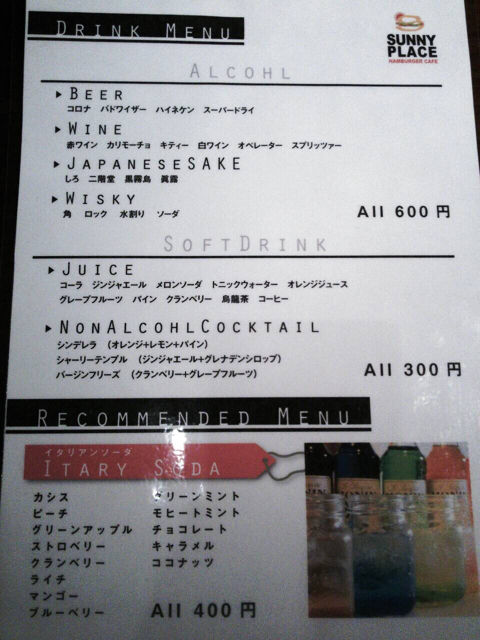 DRINK MENU
SUNNY
PLACE
HAMBURGER CAFE
ALCOHL
BEER
コロナ バドワイザー ハイネケン スーパードライ
WINE
赤ワイン カリモーチョ キティー 白ワイン オペレーター スプリッツァー
JAPANESE SAKE
しろ 二階堂 黒霧島 眞露
WISKY
角 ロック 水割り ソーダ
All 600 円
SOFTDRINK
JUICE
コーラ ジンジャエール メロンソーダ トニックウォーター オレンジジュース
グレープフルーツ パイン クランベリー 烏龍茶 コーヒー
NONALCOHLCOCKTAIL
シンデレラ (オレンジ+レモン+パイン)
シャーリーテンプル (ジンジャエール+グレナデンシロップ)
バージンフリーズ (クランベリー+グレープフルーツ)
All 300 円
RECOMMENDED MENU
イタリアンソーダ
ITARY SODA
カシス グリーンミント
ピーチ モヒートミント
グリーンアップル チョコレート
ストロベリー キャラメル
クランベリー ココナッツ
ライチ
マンゴー
ブルーベリー All 400 円